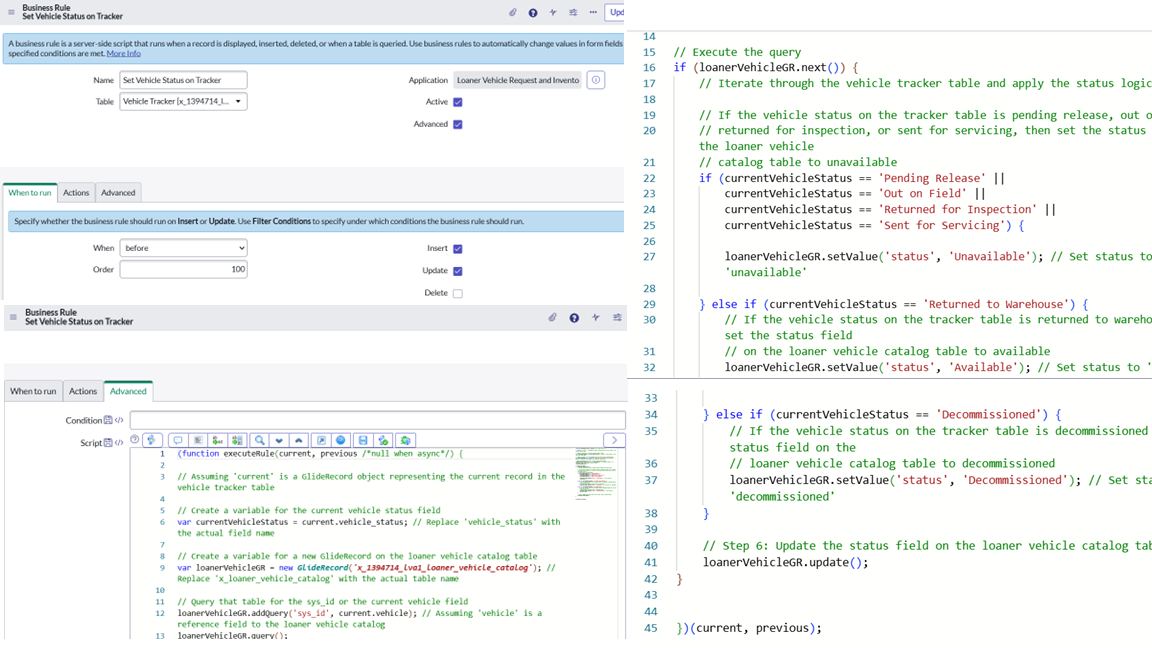 Business Rule
Set Vehicle Status on Tracker
Upd
A business rule is a server-side script that runs when a record is displayed, inserted, deleted, or when a table is queried. Use business rules to automatically change values in form fields
specified conditions are met. More Info
Name Set Vehicle Status on Tracker
Application Loaner Vehicle Request and Invento
Table Vehicle Tracker [x_1394714_l...
Active
Advanced
When to run Actions Advanced
Specify whether the business rule should run on Insert or Update. Use Filter Conditions to specify under which conditions the business rule should run.
When before
Insert
Order 100
Update
Delete
Business Rule
Set Vehicle Status on Tracker
When to run Actions Advanced
Condition
Script
1 (function executeRule(current, previous /*null when async*/) {
2
3 // Assuming 'current' is a GlideRecord object representing the current record in the
vehicle tracker table
4
5 // Create a variable for the current vehicle status field
6 var currentVehicleStatus = current.vehicle_status; // Replace 'vehicle_status' with
the actual field name
7
8 // Create a variable for a new GlideRecord on the loaner vehicle catalog table
9 var loanerVehicleGR = new GlideRecord('x_1394714_lva1_loaner_vehicle_catalog'); //
Replace 'x_loaner_vehicle_catalog' with the actual table name
10
11 // Query that table for the sys_id or the current vehicle field
12 loanerVehicleGR.addQuery('sys_id', current.vehicle); // Assuming 'vehicle' is a
reference field to the loaner vehicle catalog
13 loanerVehicleGR.query();
14
15 // Execute the query
16 if (loanerVehicleGR.next()) {
17 // Iterate through the vehicle tracker table and apply the status logic
18
19 // If the vehicle status on the tracker table is pending release, out o
20 // returned for inspection, or sent for servicing, then set the status
the loaner vehicle
21 // catalog table to unavailable
22 if (currentVehicleStatus == 'Pending Release' ||
23 currentVehicleStatus == 'Out on Field' ||
24 currentVehicleStatus == 'Returned for Inspection' ||
25 currentVehicleStatus == 'Sent for Servicing') {
26
27 loanerVehicleGR.setValue('status', 'Unavailable'); // Set status to
'unavailable'
28
29 } else if (currentVehicleStatus == 'Returned to Warehouse') {
30 // If the vehicle status on the tracker table is returned to wareho
set the status field
31 // on the loaner vehicle catalog table to available
32 loanerVehicleGR.setValue('status', 'Available'); // Set status to '
33
34 } else if (currentVehicleStatus == 'Decommissioned') {
35 // If the vehicle status on the tracker table is decommissioned
status field on the
36 // loaner vehicle catalog table to decommissioned
37 loanerVehicleGR.setValue('status', 'Decommissioned'); // Set sta
'decommissioned'
38 }
39
40 // Step 6: Update the status field on the loaner vehicle catalog tab
41 loanerVehicleGR.update();
42 }
43
44
45 })(current, previous);